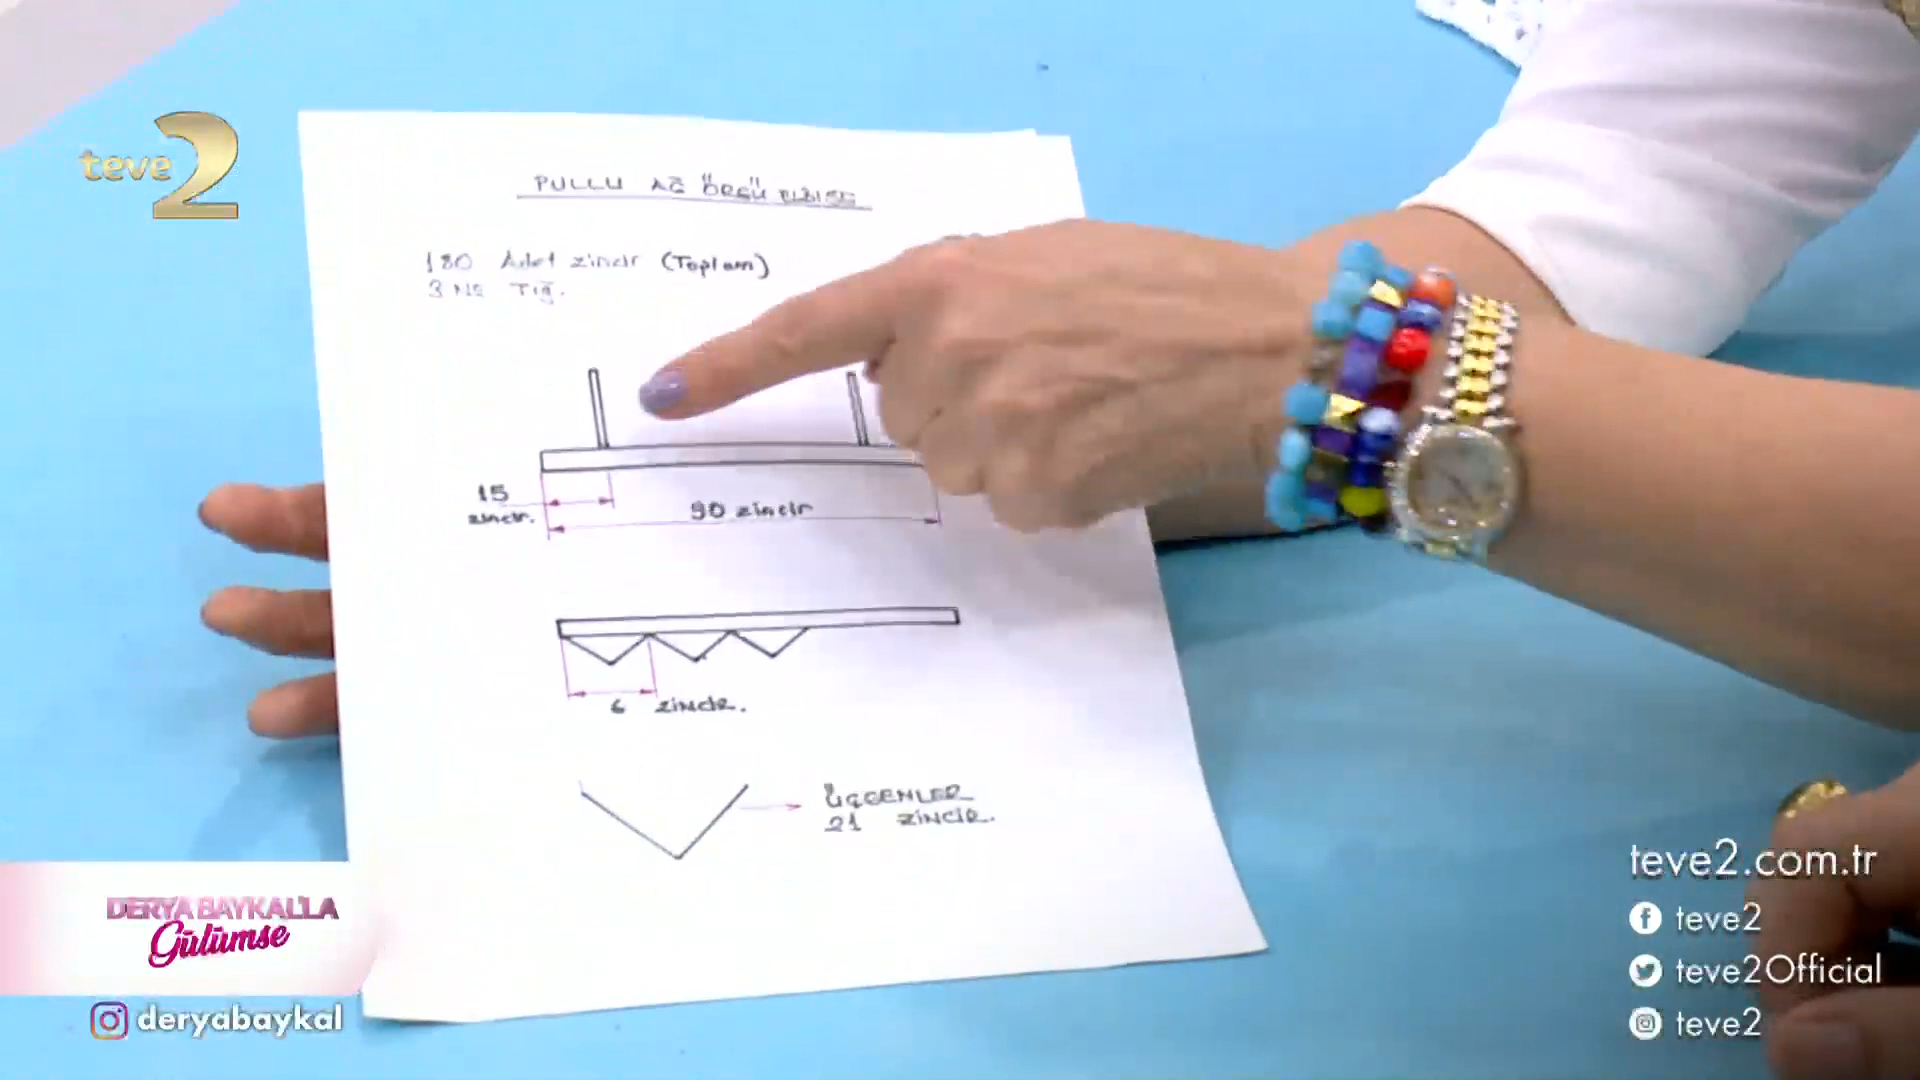 teve2
PULLU AĞ ÖRGÜ ELBİSE
180 Adet zincir (Toplam)
3 No Tığ.
15
zincir.
90 zincir
6 zincir.
ÜÇGENLER
21 zincir.
DERYA BAYKAL'LA
Gülümse
deryabaykal
teve2.com.tr
teve2
teve2Official
teve2